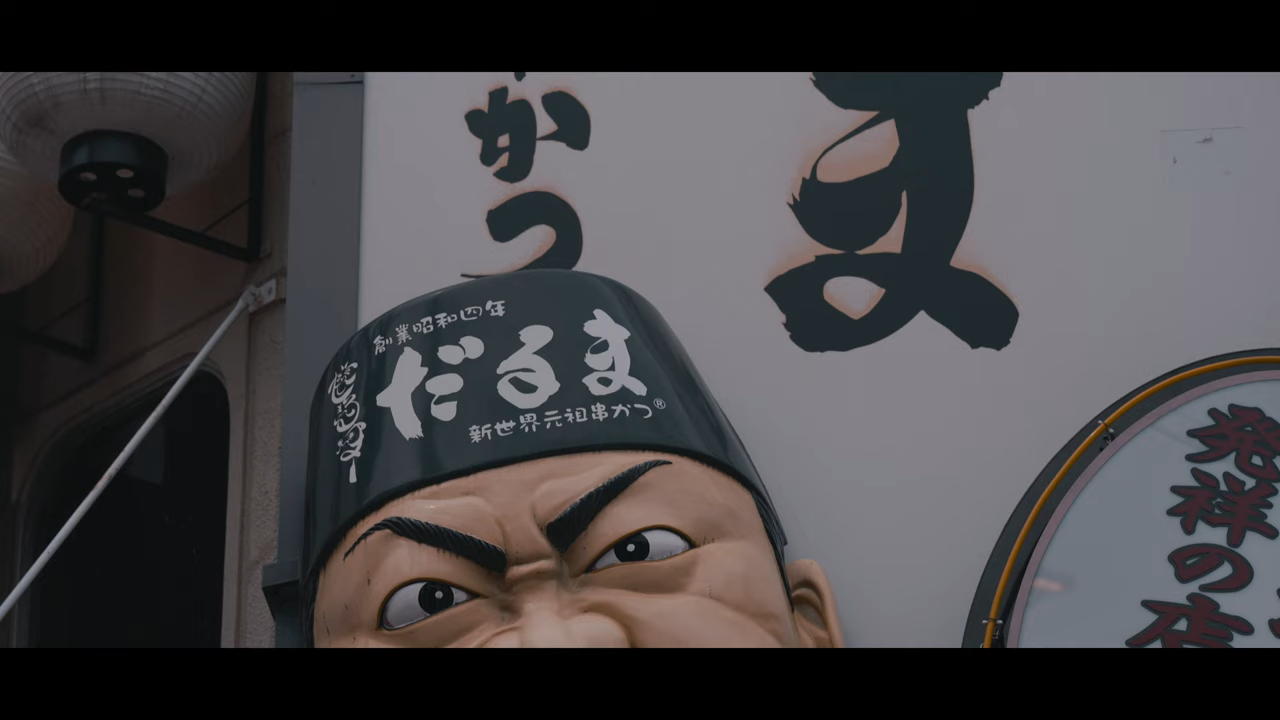 かつ
ま
創業昭和四年
だるま
新世界元祖串かつ®
発祥の店